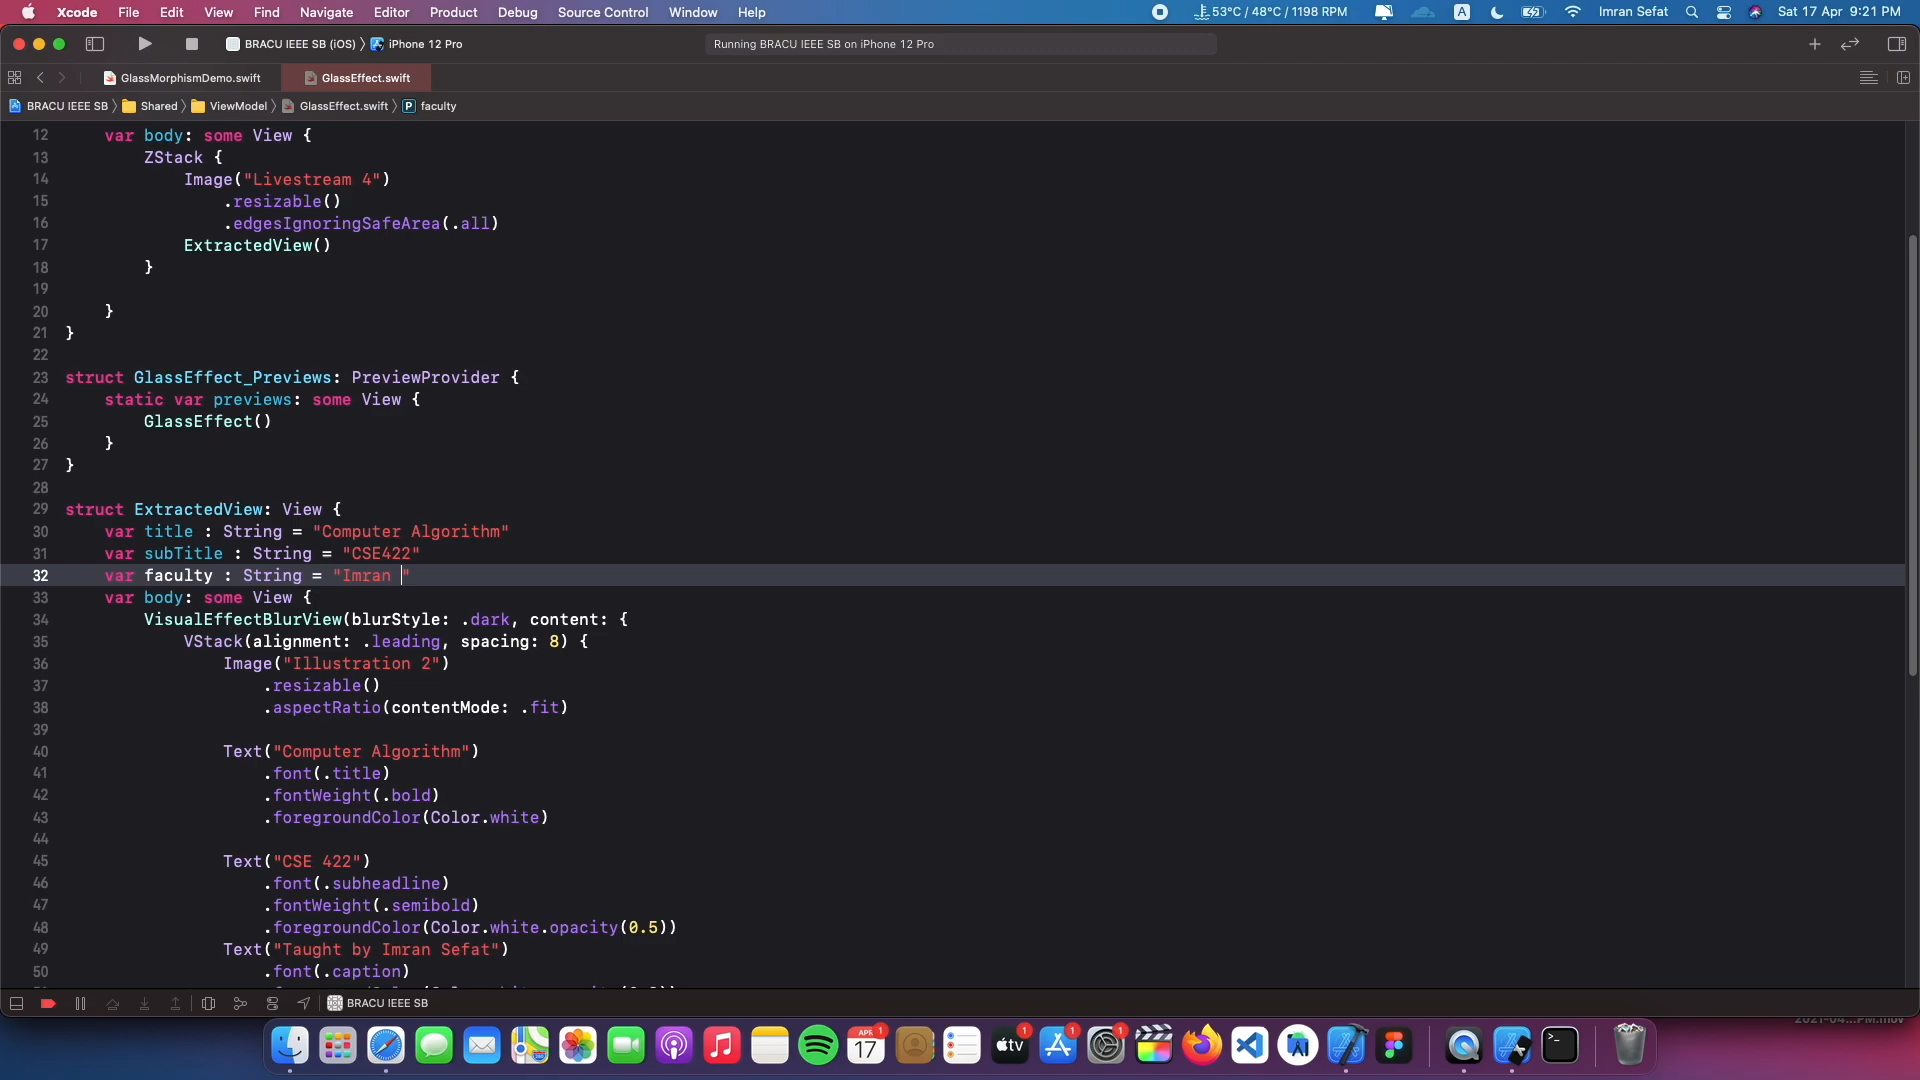 Xcode File Edit View Find Navigate Editor Product Debug Source Control Window Help 53°C / 48°C / 1198 RPM A Imran Sefat Sat 17 Apr 9:21 PM
BRACU IEEE SB (iOS) iPhone 12 Pro Running BRACU IEEE SB on iPhone 12 Pro
GlassMorphismDemo.swift GlassEffect.swift
BRACU IEEE SB Shared ViewModel GlassEffect.swift P faculty
12 var body: some View {
13 ZStack {
14 Image("Livestream 4")
15 .resizable()
16 .edgesIgnoringSafeArea(.all)
17 ExtractedView()
18 }
19
20 }
21 }
22
23 struct GlassEffect_Previews: PreviewProvider {
24 static var previews: some View {
25 GlassEffect()
26 }
27 }
28
29 struct ExtractedView: View {
30 var title : String = "Computer Algorithm"
31 var subTitle : String = "CSE422"
32 var faculty : String = "Imran "
33 var body: some View {
34 VisualEffectBlurView(blurStyle: .dark, content: {
35 VStack(alignment: .leading, spacing: 8) {
36 Image("Illustration 2")
37 .resizable()
38 .aspectRatio(contentMode: .fit)
39
40 Text("Computer Algorithm")
41 .font(.title)
42 .fontWeight(.bold)
43 .foregroundColor(Color.white)
44
45 Text("CSE 422")
46 .font(.subheadline)
47 .fontWeight(.semibold)
48 .foregroundColor(Color.white.opacity(0.5))
49 Text("Taught by Imran Sefat")
50 .font(.caption)
BRACU IEEE SB
APR 17 1 tv 1 1 1